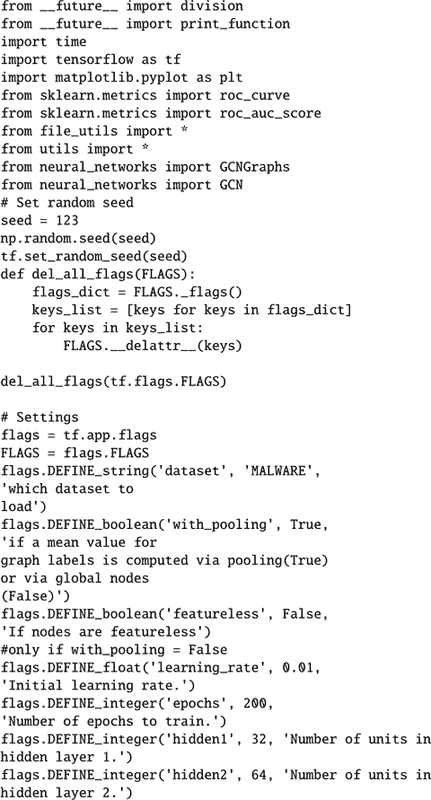 from __future__ import division
from __future__ import print_function
import time
import tensorflow as tf
import matplotlib.pyplot as plt
from sklearn.metrics import roc_curve
from sklearn.metrics import roc_auc_score
from file_utils import *
from utils import *
from neural_networks import GCNGraphs
from neural_networks import GCN
# Set random seed
seed = 123
np.random.seed(seed)
tf.set_random_seed(seed)
def del_all_flags(FLAGS):
    flags_dict = FLAGS._flags()
    keys_list = [keys for keys in flags_dict]
    for keys in keys_list:
        FLAGS.__delattr__(keys)

del_all_flags(tf.flags.FLAGS)

# Settings
flags = tf.app.flags
FLAGS = flags.FLAGS
flags.DEFINE_string('dataset', 'MALWARE',
'which dataset to
load')
flags.DEFINE_boolean('with_pooling', True,
'if a mean value for
graph labels is computed via pooling(True)
or via global nodes
(False)')
flags.DEFINE_boolean('featureless', False,
'If nodes are featureless')
#only if with_pooling = False
flags.DEFINE_float('learning_rate', 0.01,
'Initial learning rate.')
flags.DEFINE_integer('epochs', 200,
'Number of epochs to train.')
flags.DEFINE_integer('hidden1', 32, 'Number of units in
hidden layer 1.')
flags.DEFINE_integer('hidden2', 64, 'Number of units in
hidden layer 2.')